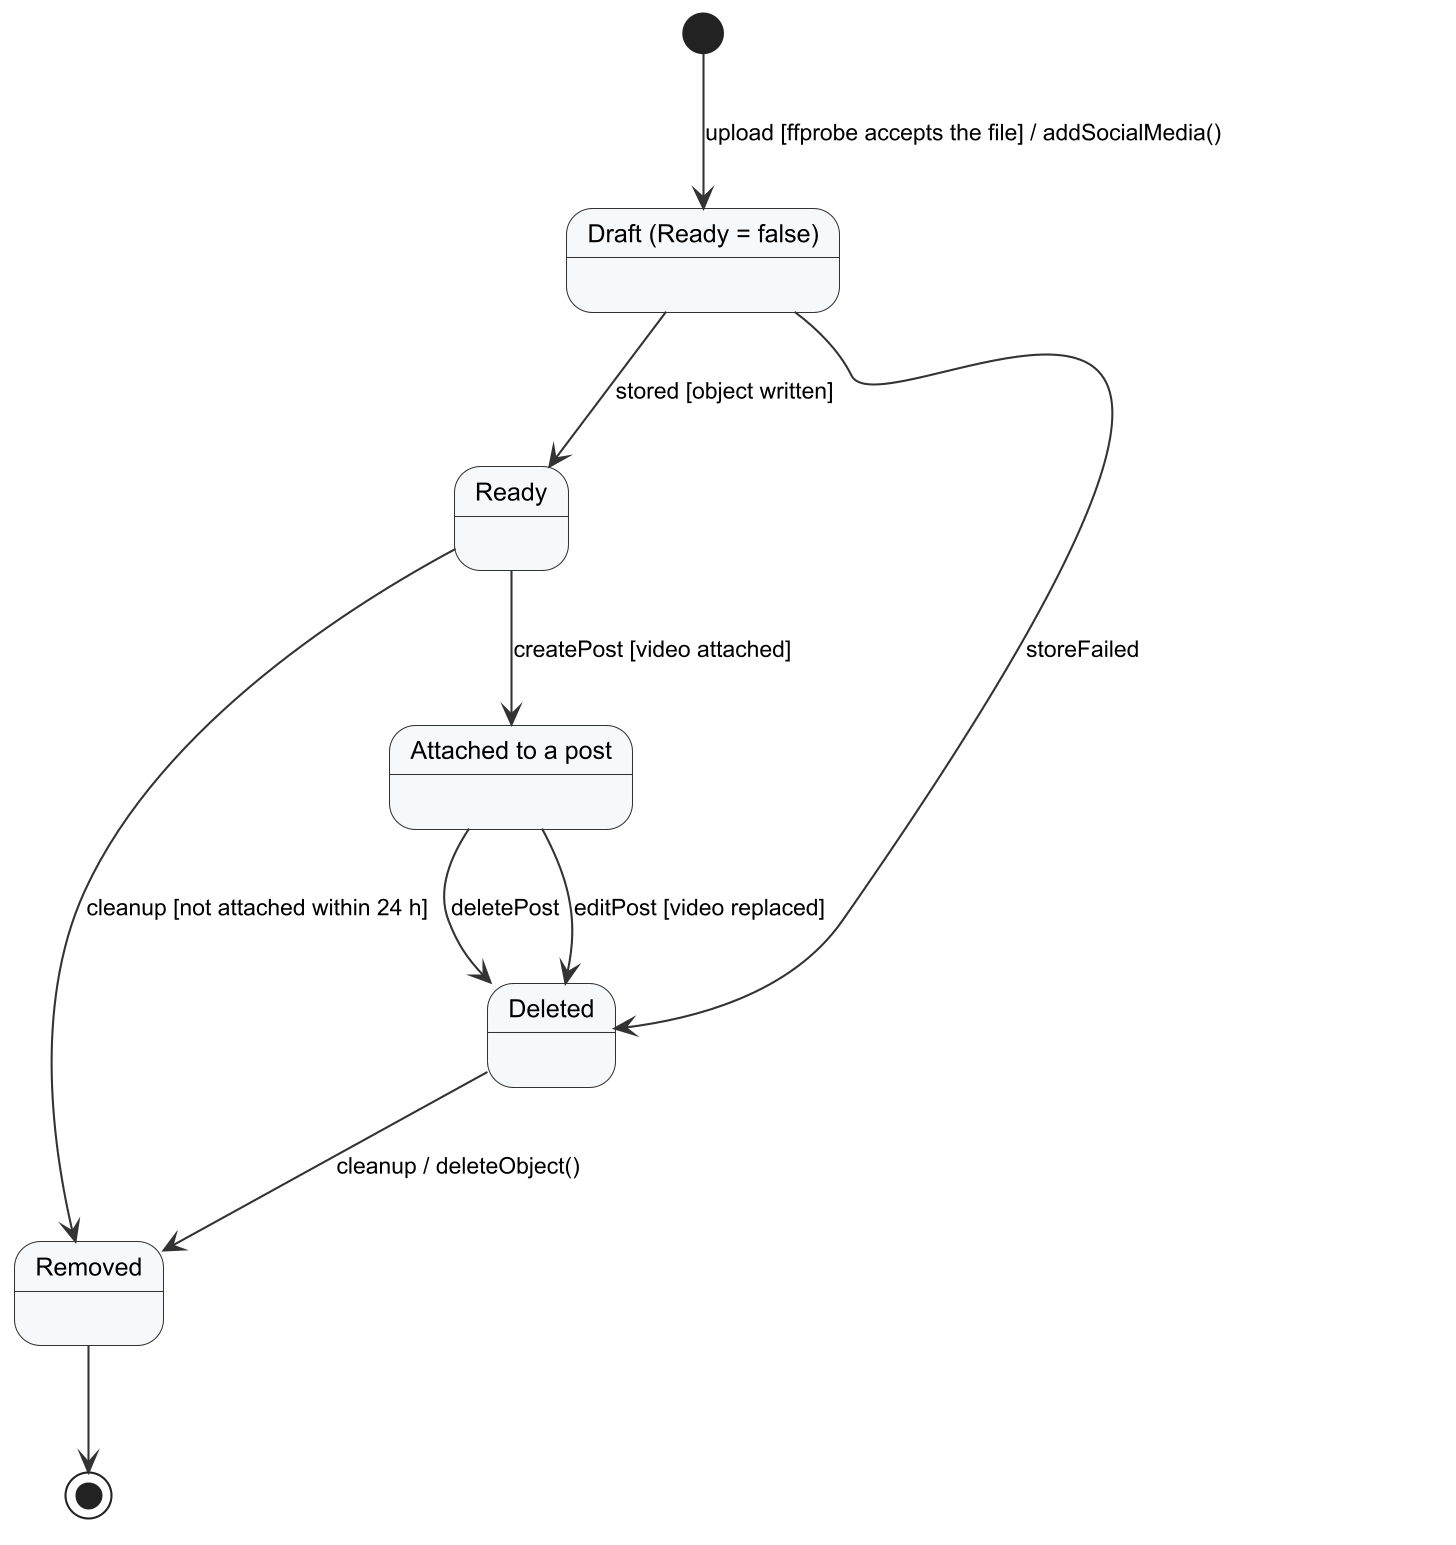 upload [ffprobe accepts the file] / addSocialMedia()
Draft (Ready = false)
stored [object written]
Ready
createPost [video attached]
storeFailed
Attached to a post
cleanup [not attached within 24 h]
deletePost
editPost [video replaced]
Deleted
cleanup / deleteObject()
Removed